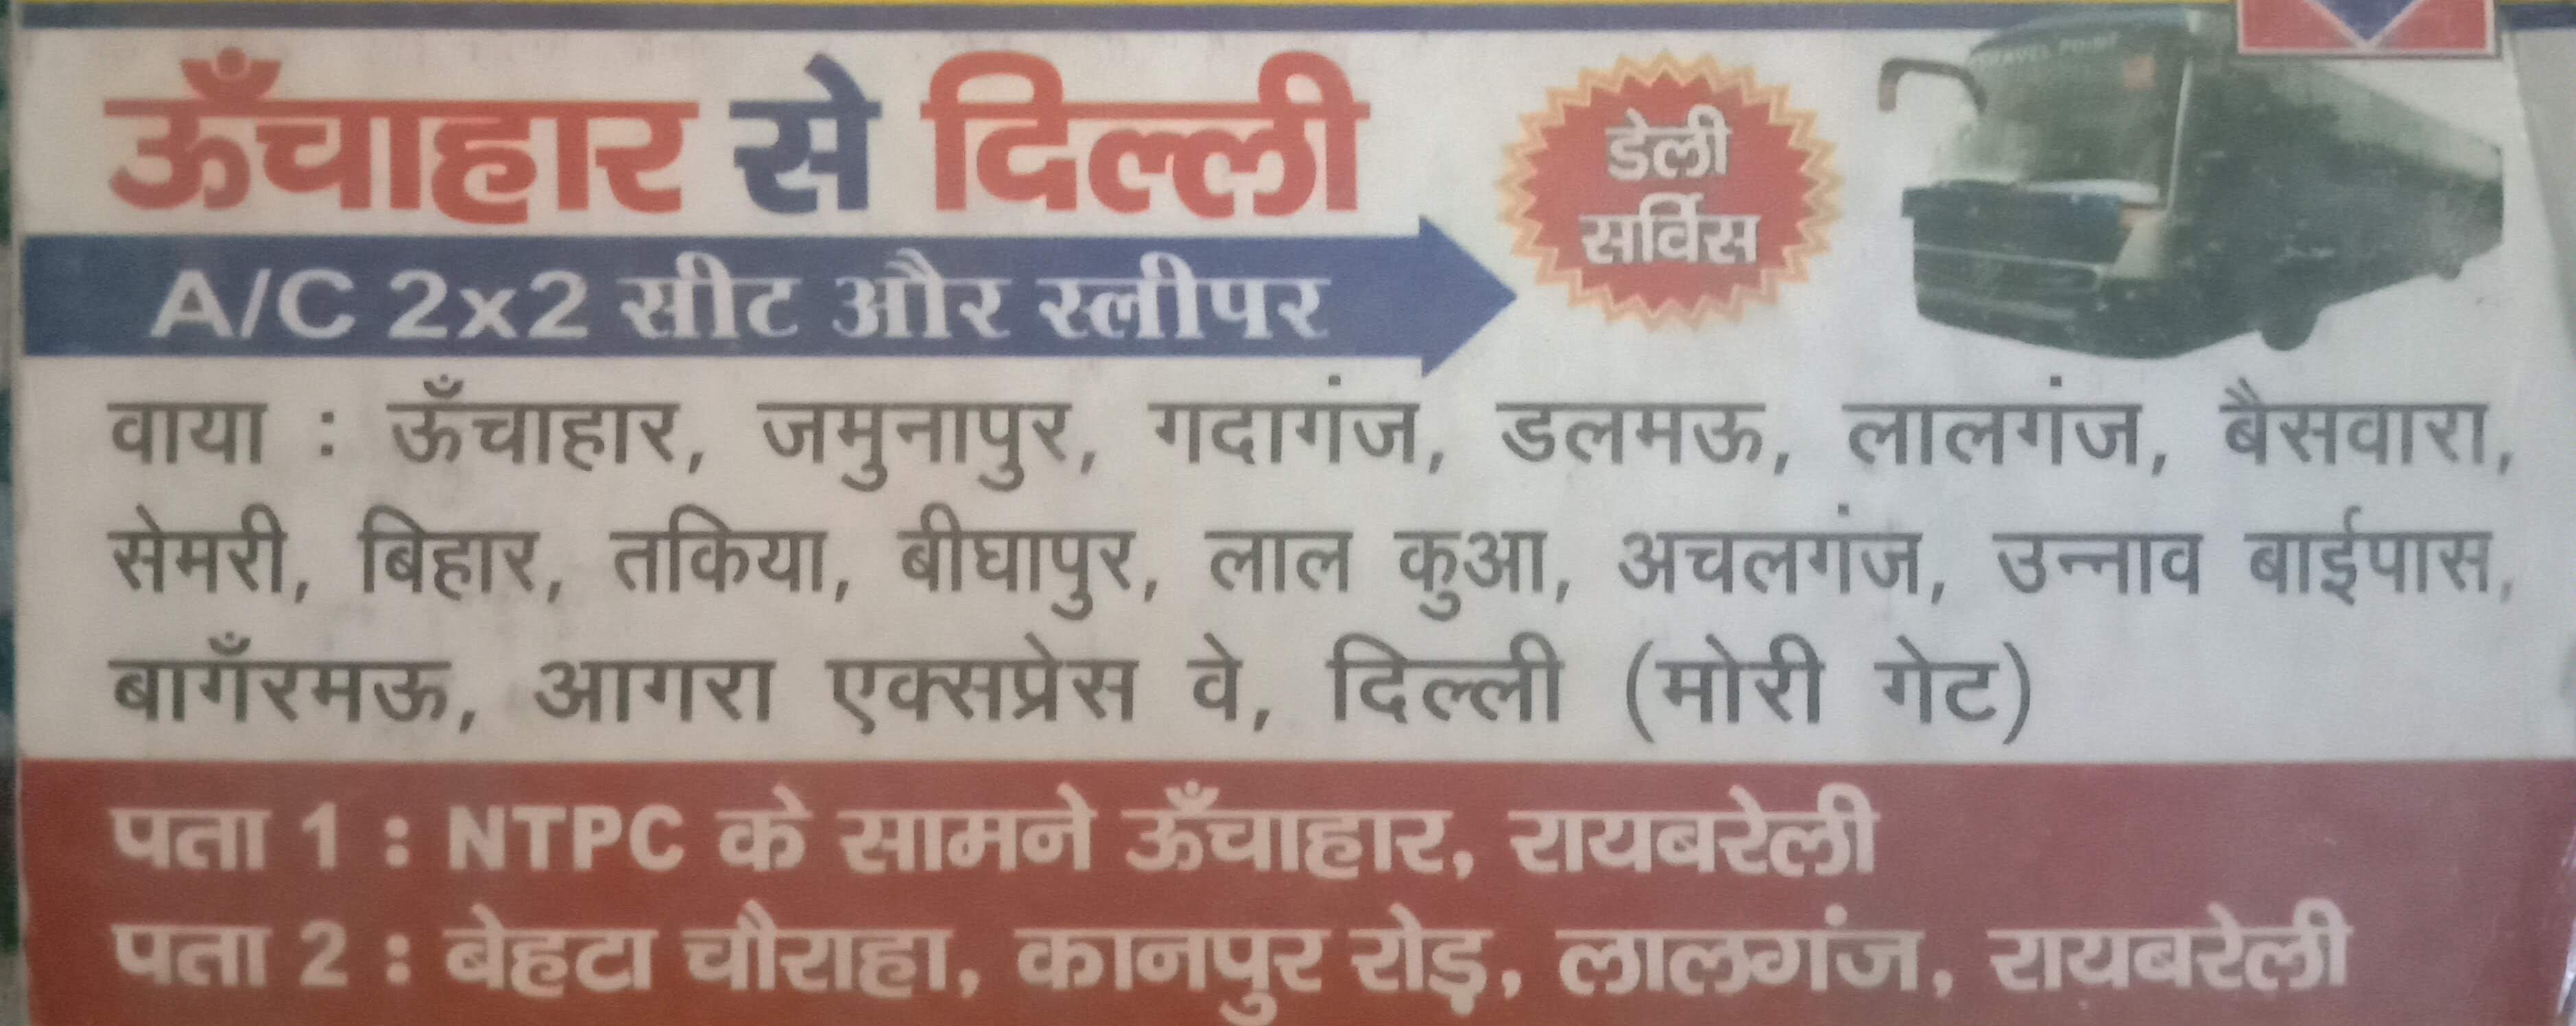 ऊँचाहार से दिल्ली
A/C 2x2 सीट और स्लीपर
डेली
सर्विस
वाया : ऊँचाहार, जमुनापुर, गदागंज, डलमऊ, लालगंज, बैसवारा,
सेमरी, बिहार, तकिया, बीघापुर, लाल कुआ, अचलगंज, उन्नाव बाईपास,
बागँरमऊ, आगरा एक्सप्रेस वे, दिल्ली (मोरी गेट)
पता 1 : NTPC के सामने ऊँचाहार, रायबरेली
पता 2 : बेहटा चौराहा, कानपुर रोड़, लालगंज, रायबरेली